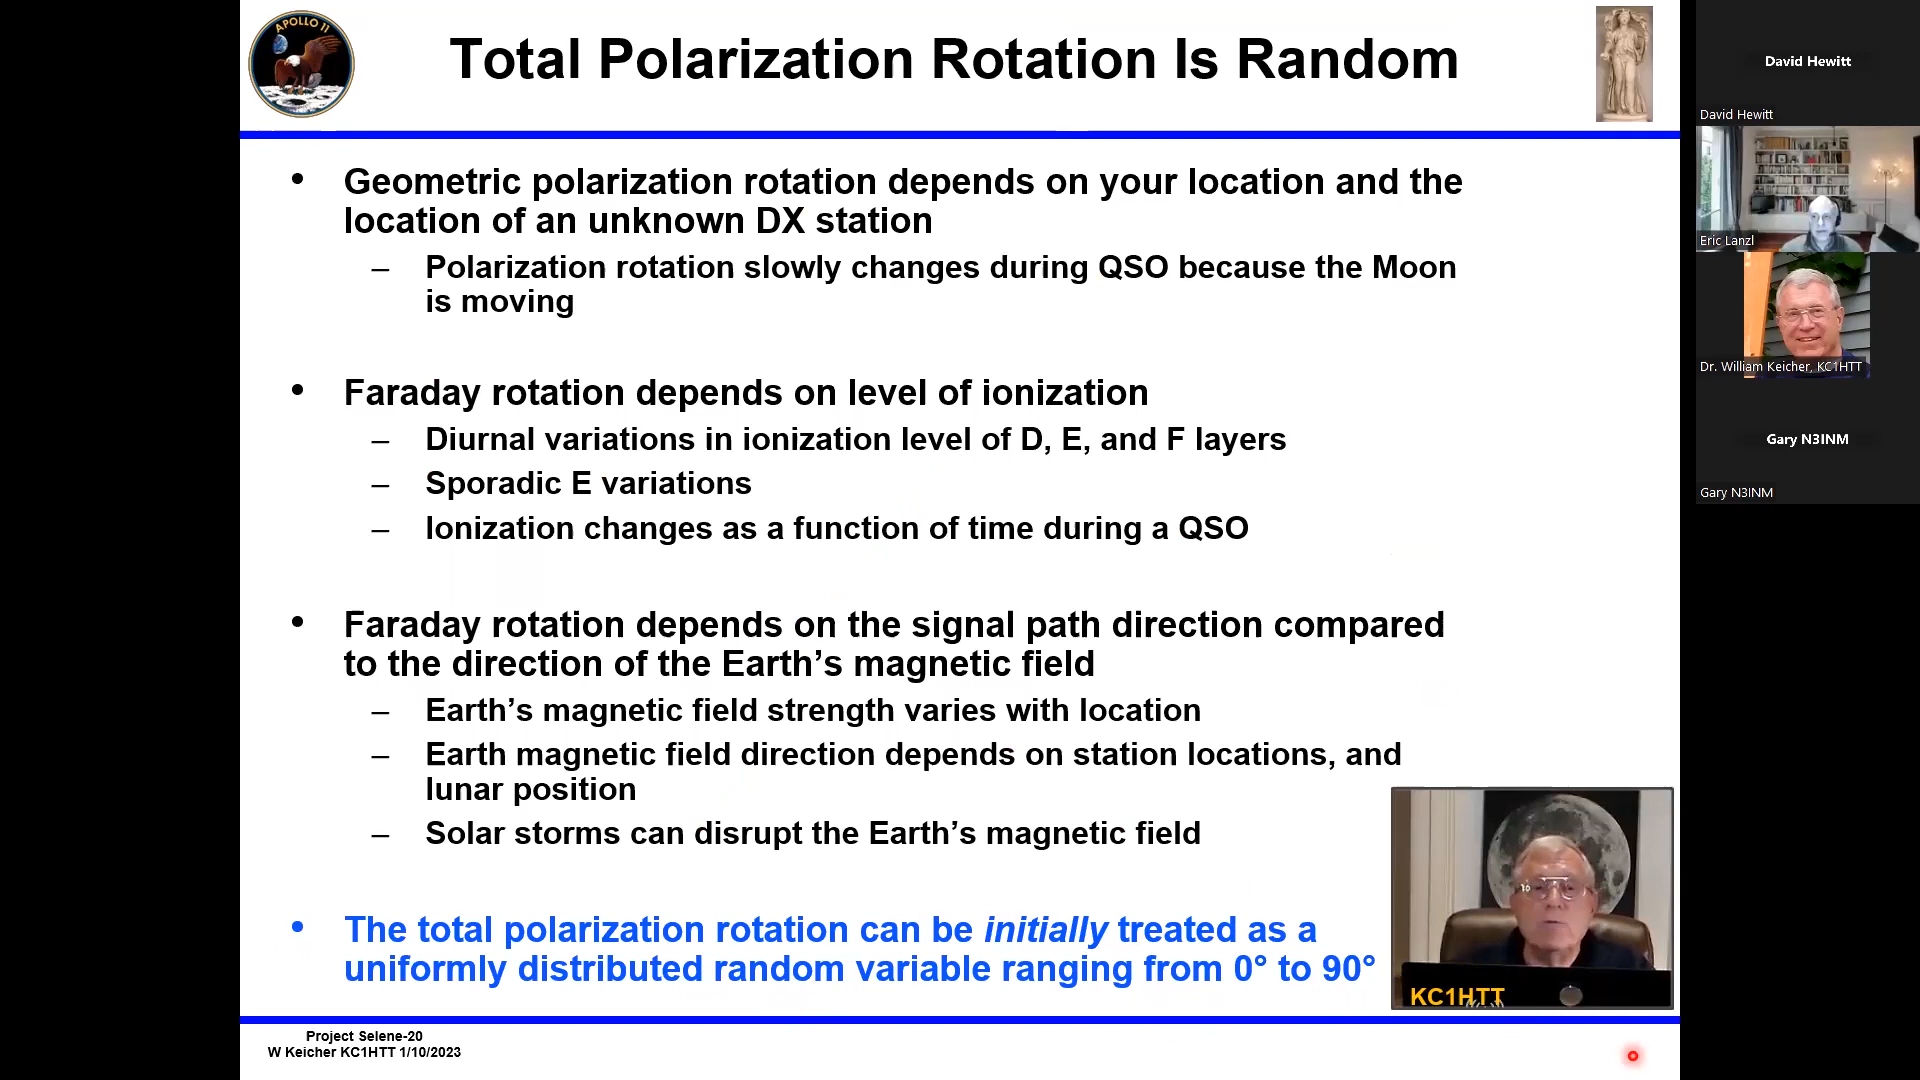 APOLLO 11
Total Polarization Rotation Is Random
• Geometric polarization rotation depends on your location and the
location of an unknown DX station
– Polarization rotation slowly changes during QSO because the Moon
is moving
• Faraday rotation depends on level of ionization
– Diurnal variations in ionization level of D, E, and F layers
– Sporadic E variations
– Ionization changes as a function of time during a QSO
• Faraday rotation depends on the signal path direction compared
to the direction of the Earth’s magnetic field
– Earth’s magnetic field strength varies with location
– Earth magnetic field direction depends on station locations, and
lunar position
– Solar storms can disrupt the Earth’s magnetic field
• The total polarization rotation can be initially treated as a
uniformly distributed random variable ranging from 0° to 90°
KC1HTT
Project Selene-20
W Keicher KC1HTT 1/10/2023
David Hewitt
David Hewitt
Eric Lanzl
Dr. William Keicher, KC1HTT
Gary N3INM
Gary N3INM